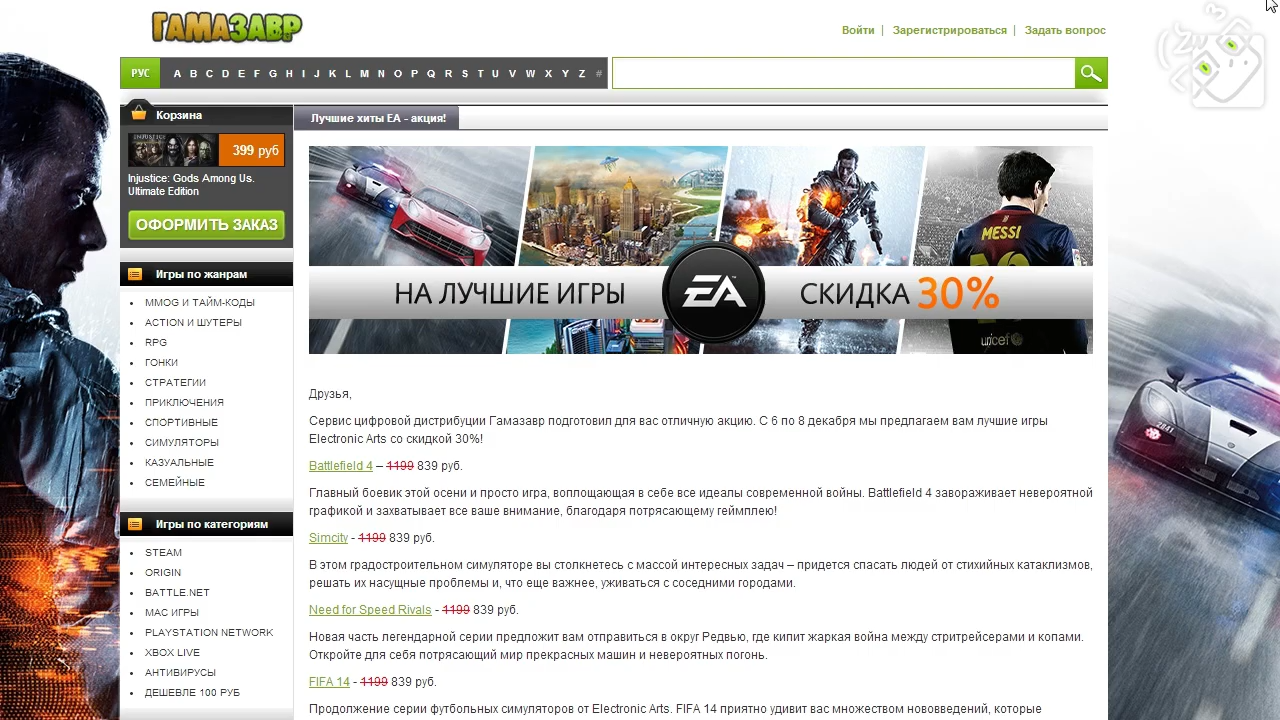 ГАМАЗАВР
Войти | Зарегистрироваться | Задать вопрос
РУС A B C D E F G H I J K L M N O P Q R S T U V W X Y Z #
Корзина
INJUSTICE
399 руб
Injustice: Gods Among Us.
Ultimate Edition
ОФОРМИТЬ ЗАКАЗ
Игры по жанрам
MMOG И ТАЙМ-КОДЫ
ACTION И ШУТЕРЫ
RPG
ГОНКИ
СТРАТЕГИИ
ПРИКЛЮЧЕНИЯ
СПОРТИВНЫЕ
СИМУЛЯТОРЫ
КАЗУАЛЬНЫЕ
СЕМЕЙНЫЕ
Игры по категориям
STEAM
ORIGIN
BATTLE.NET
MAC ИГРЫ
PLAYSTATION NETWORK
XBOX LIVE
АНТИВИРУСЫ
ДЕШЕВЛЕ 100 РУБ
Лучшие хиты EA - акция!
MESSI
НА ЛУЧШИЕ ИГРЫ EA СКИДКА 30%
unicef
Друзья,
Сервис цифровой дистрибуции Гамазавр подготовил для вас отличную акцию. С 6 по 8 декабря мы предлагаем вам лучшие игры
Electronic Arts со скидкой 30%!
Battlefield 4 – 1199 839 руб.
Главный боевик этой осени и просто игра, воплощающая в себе все идеалы современной войны. Battlefield 4 завораживает невероятной
графикой и захватывает все ваше внимание, благодаря потрясающему геймплею!
Simcity - 1199 839 руб.
В этом градостроительном симуляторе вы столкнетесь с массой интересных задач – придется спасать людей от стихийных катаклизмов,
решать их насущные проблемы и, что еще важнее, уживаться с соседними городами.
Need for Speed Rivals - 1199 839 руб.
Новая часть легендарной серии предложит вам отправиться в округ Редвью, где кипит жаркая война между стритрейсерами и копами.
Откройте для себя потрясающий мир прекрасных машин и невероятных погонь.
FIFA 14 - 1199 839 руб.
Продолжение серии футбольных симуляторов от Electronic Arts. FIFA 14 приятно удивит вас множеством нововведений, которые